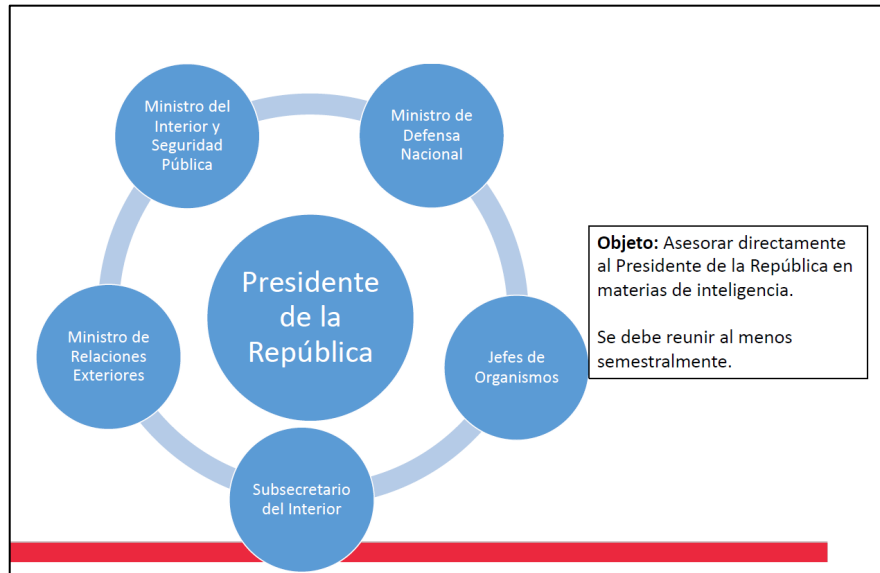 Ministro del
Interior y
Seguridad
Pública
Ministro de
Defensa
Nacional
Presidente
de la
República
Objeto: Asesorar directamente
al Presidente de la República en
materias de inteligencia.
Se debe reunir al menos
semestralmente.
Ministro de
Relaciones
Exteriores
Jefes de
Organismos
Subsecretario
del Interior